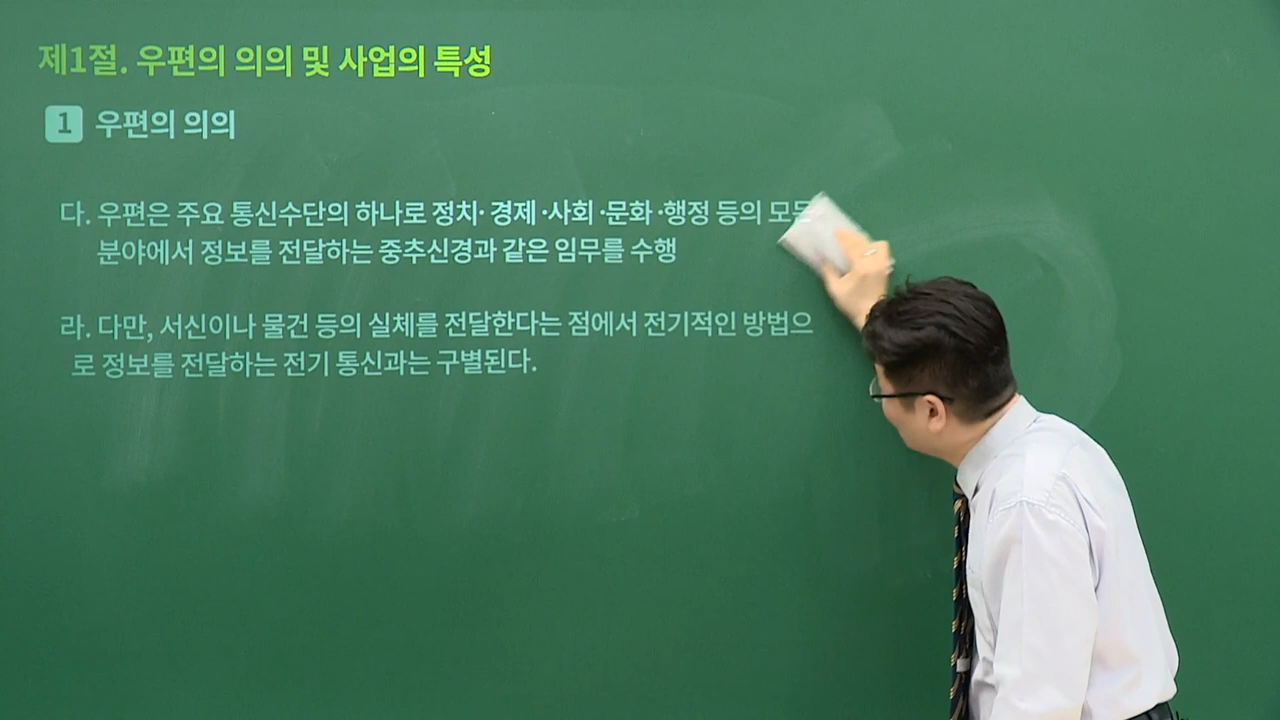 제1절. 우편의 의의 및 사업의 특성
1 우편의 의의
다. 우편은 주요 통신수단의 하나로 정치· 경제 ·사회 ·문화 ·행정 등의 모든
분야에서 정보를 전달하는 중추신경과 같은 임무를 수행
라. 다만, 서신이나 물건 등의 실체를 전달한다는 점에서 전기적인 방법으
로 정보를 전달하는 전기 통신과는 구별된다.